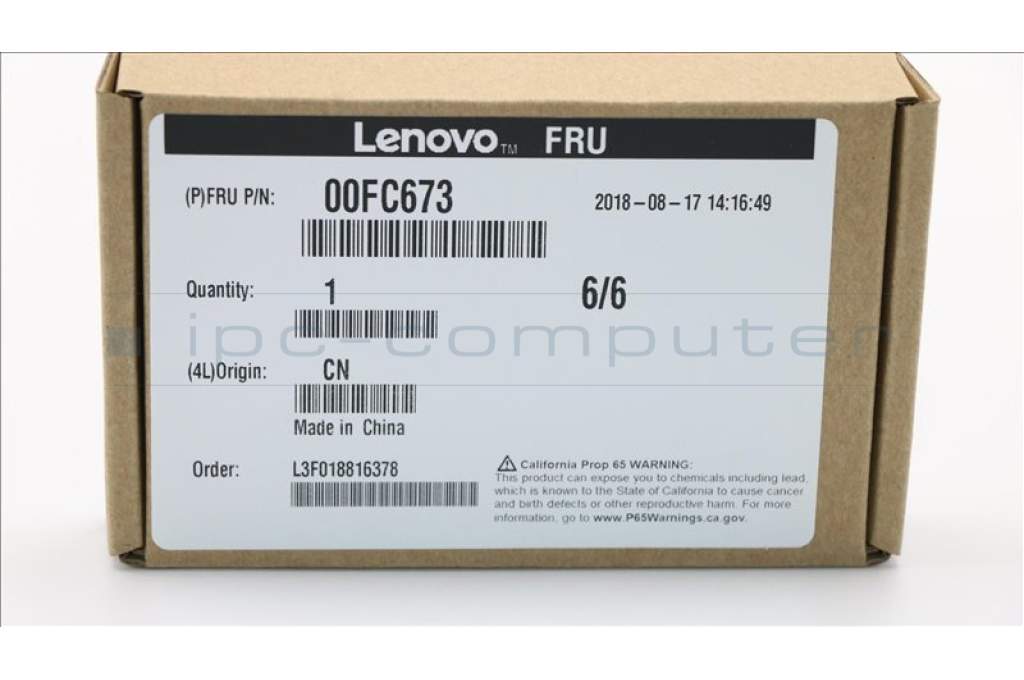 Lenovo™ FRU
(P)FRU P/N: 00FC673 2018-08-17 14:16:49
Quantity: 1 6/6
ipc-computer
(4L)Origin: CN
Made in China
Order: L3F018816378
⚠ California Prop 65 WARNING:
This product can expose you to chemicals including lead,
which is known to the State of California to cause cancer
and birth defects or other reproductive harm. For more
information, go to www.P65Warnings.ca.gov.